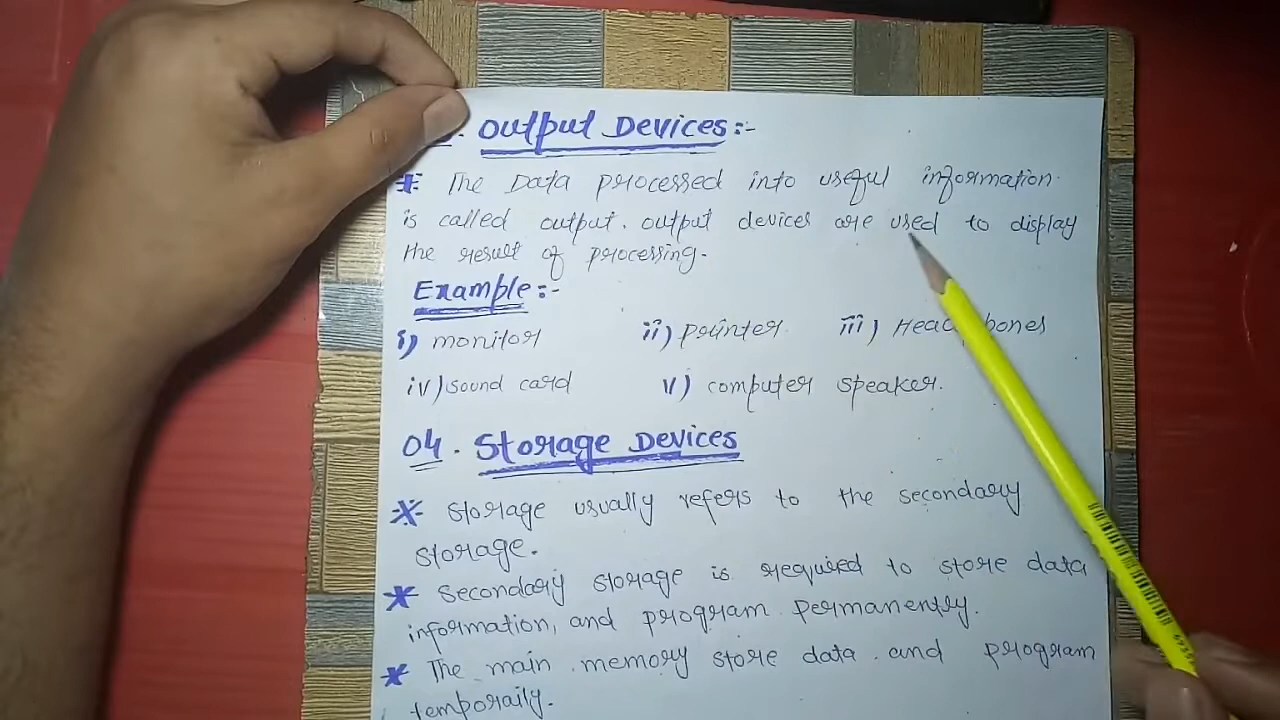 Output Devices:-
* The Data processed into useful information.
is called output. output devices are used to display
the result of processing.
Example:-
i) monitor ii) printer. iii) Headphones
iv) sound card v) computer speaker.
04. Storage Devices
* Storage usually refers to the secondary
storage.
* Secondary storage is required to store data
information, and program permanently.
* The main memory store data and program
temporaily.